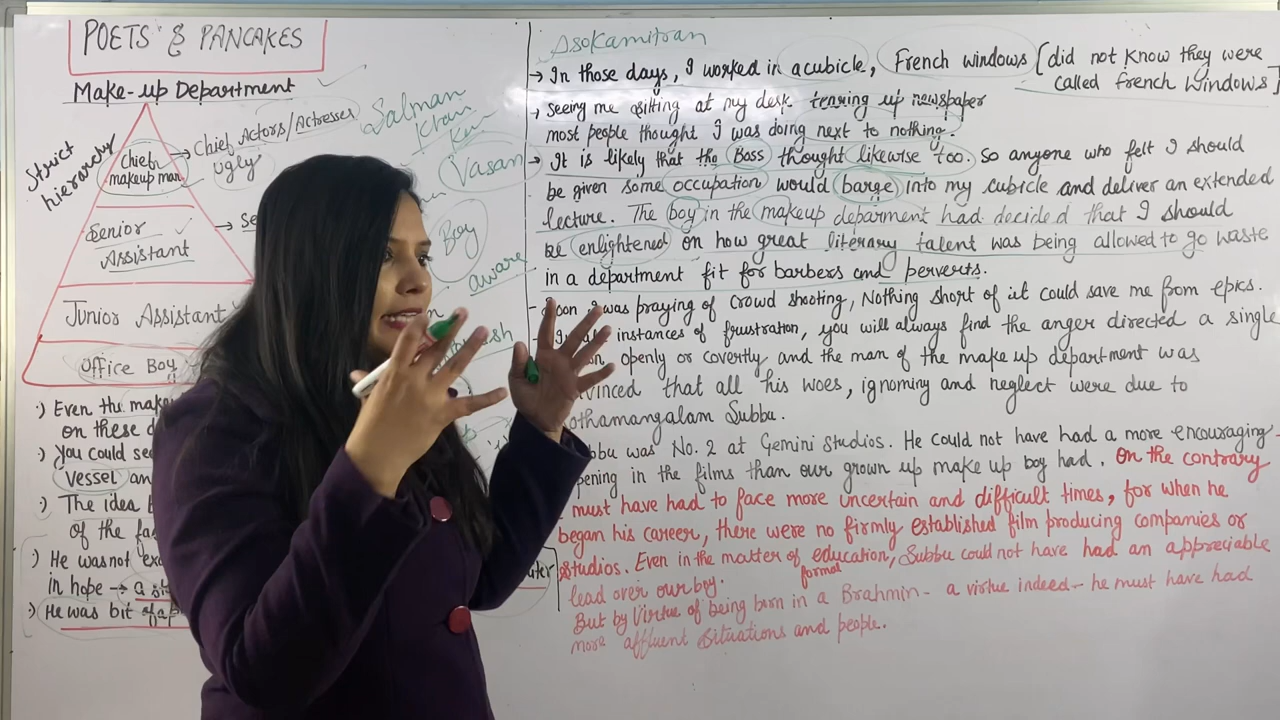 POETS & PANCAKES
Make-up Department
Strict hierarchy
Chief makeup man
Chief Actors/Actresses
ugly
Senior Assistant
Se
Junior Assistant
Office Boy
Salman
Khan
Vasan
Boy
aware
:) Even the make
on these d
:) You could se
Vessel an
:) The idea b
of the fa
:) He was not ex
in hope → a st
:) He was bit of a p
Asokamitran
→ In those days, I worked in a cubicle, French windows [did not know they were
called French Windows]
→ seeing me sitting at my desk tearing up newspaper
most people thought I was doing next to nothing.
→ It is likely that the Boss thought likewise too. So anyone who felt I should
be given some occupation would barge into my cubicle and deliver an extended
lecture. The boy in the makeup deparment had decided that I should
be enlightened on how great literary talent was being allowed to go waste
in a department fit for barbers and perverts.
- Soon I was praying of crowd shooting, Nothing short of it could save me from epics.
instances of frustration, you will always find the anger directed a single
openly or covertly and the man of the make up department was
vinced that all his woes, ignominy and neglect were due to
othamangalam Subbu.
bbu was No. 2 at Gemini Studios. He could not have had a more encouraging
pening in the films than our grown up make up boy had. On the contrary
must have had to face more uncertain and difficult times, for when he
began his career, there were no firmly established film producing companies or
studios. Even in the matter of education, Subbu could not have had an appreciable
formal
lead over our boy.
But by Virtue of being born in a Brahmin - a virtue indeed - he must have had
more affluent situations and people.